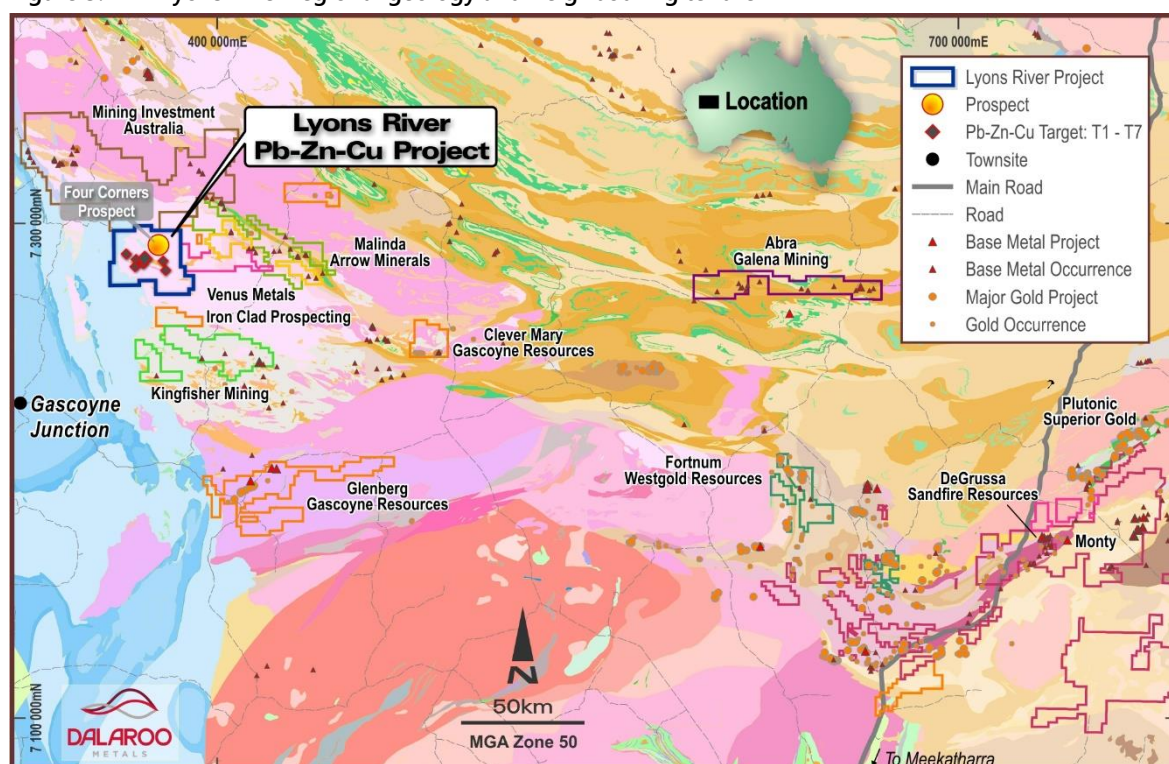 400 000mE
700 000mE
Mining Investment
Australia
Lyons River
Pb-Zn-Cu Project
Location
Lyons River Project
Prospect
Pb-Zn-Cu Target: T1 - T7
Townsite
Main Road
Road
Base Metal Project
Base Metal Occurrence
Major Gold Project
Gold Occurrence
Four Corners
Prospect
7 300 000mN
Malinda
Arrow Minerals
Abra
Galena Mining
Venus Metals
Iron Clad Prospecting
Clever Mary
Gascoyne Resources
Kingfisher Mining
Gascoyne
Junction
Plutonic
Superior Gold
Fortnum
Westgold Resources
DeGrussa
Sandfire Resources
Glenberg
Gascoyne Resources
Monty
N
50km
MGA Zone 50
7 100 000mN
DALAROO
METALS
To Meekatharra